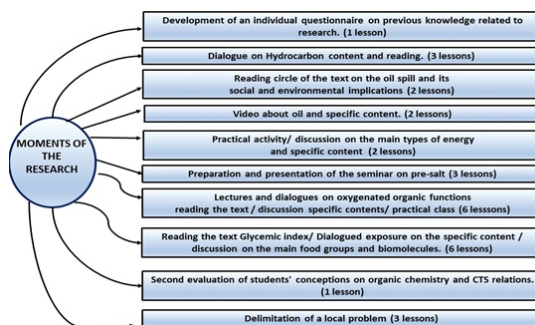 Development of an individual questionnaire on previous knowledge related to
research. (1 lesson)
Dialogue on Hydrocarbon content and reading. (3 lessons)
Reading circle of the text on the oil spill and its
social and environmental implications (2 lessons)
Video about oil and specific content. (2 lessons)
Practical activity/ discussion on the main types of energy
and specific content (2 lessons)
MOMENTS OF
THE
RESEARCH
Preparation and presentation of the seminar on pre-salt (3 lessons)
Lectures and dialogues on oxygenated organic functions
reading the text / discussion specific contents/ practical class (6 lesssons)
Reading the text Glycemic index/ Dialogued exposure on the specific content /
discussion on the main food groups and biomolecules. (6 lessons)
Second evaluation of students' conceptions on organic chemistry and CTS relations.
(1 lesson)
Delimitation of a local problem (3 lessons)